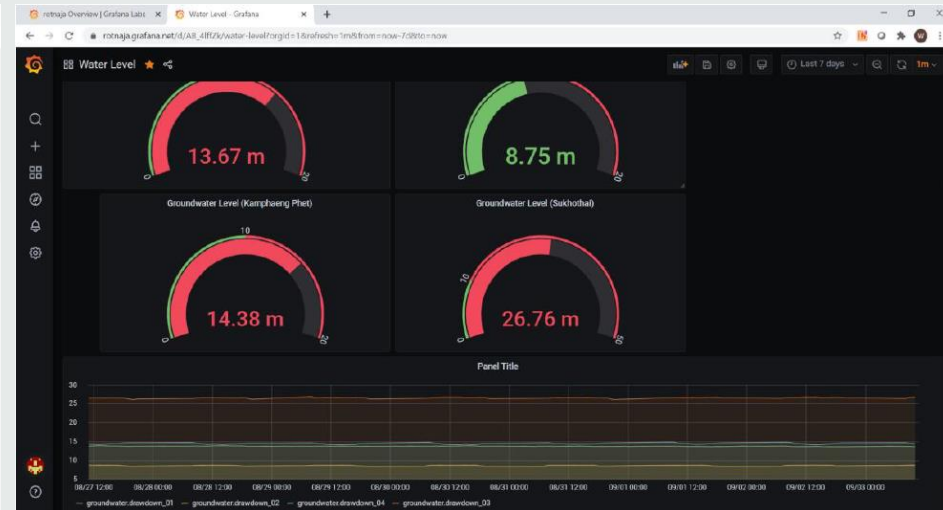 rotnaja Overview | Grafana Labs
Water Level - Grafana
rotnaja.grafana.net/d/A8_4lffZk/water-level?orgId=1&refresh=1m&from=now-7d&to=now
Water Level
Last 7 days
1m
13.67 m
0
20
8.75 m
0
20
Groundwater Level (Kamphaeng Phet)
10
14.38 m
0
20
Groundwater Level (Sukhothai)
10
26.76 m
0
50
Panel Title
30
25
20
15
10
5
08/27 12:00 08/28 00:00 08/28 12:00 08/29 00:00 08/29 12:00 08/30 00:00 08/30 12:00 08/31 00:00 08/31 12:00 09/01 00:00 09/01 12:00 09/02 00:00 09/02 12:00 09/03 00:00
groundwater.drawdown_01 groundwater.drawdown_02 groundwater.drawdown_04 groundwater.drawdown_03